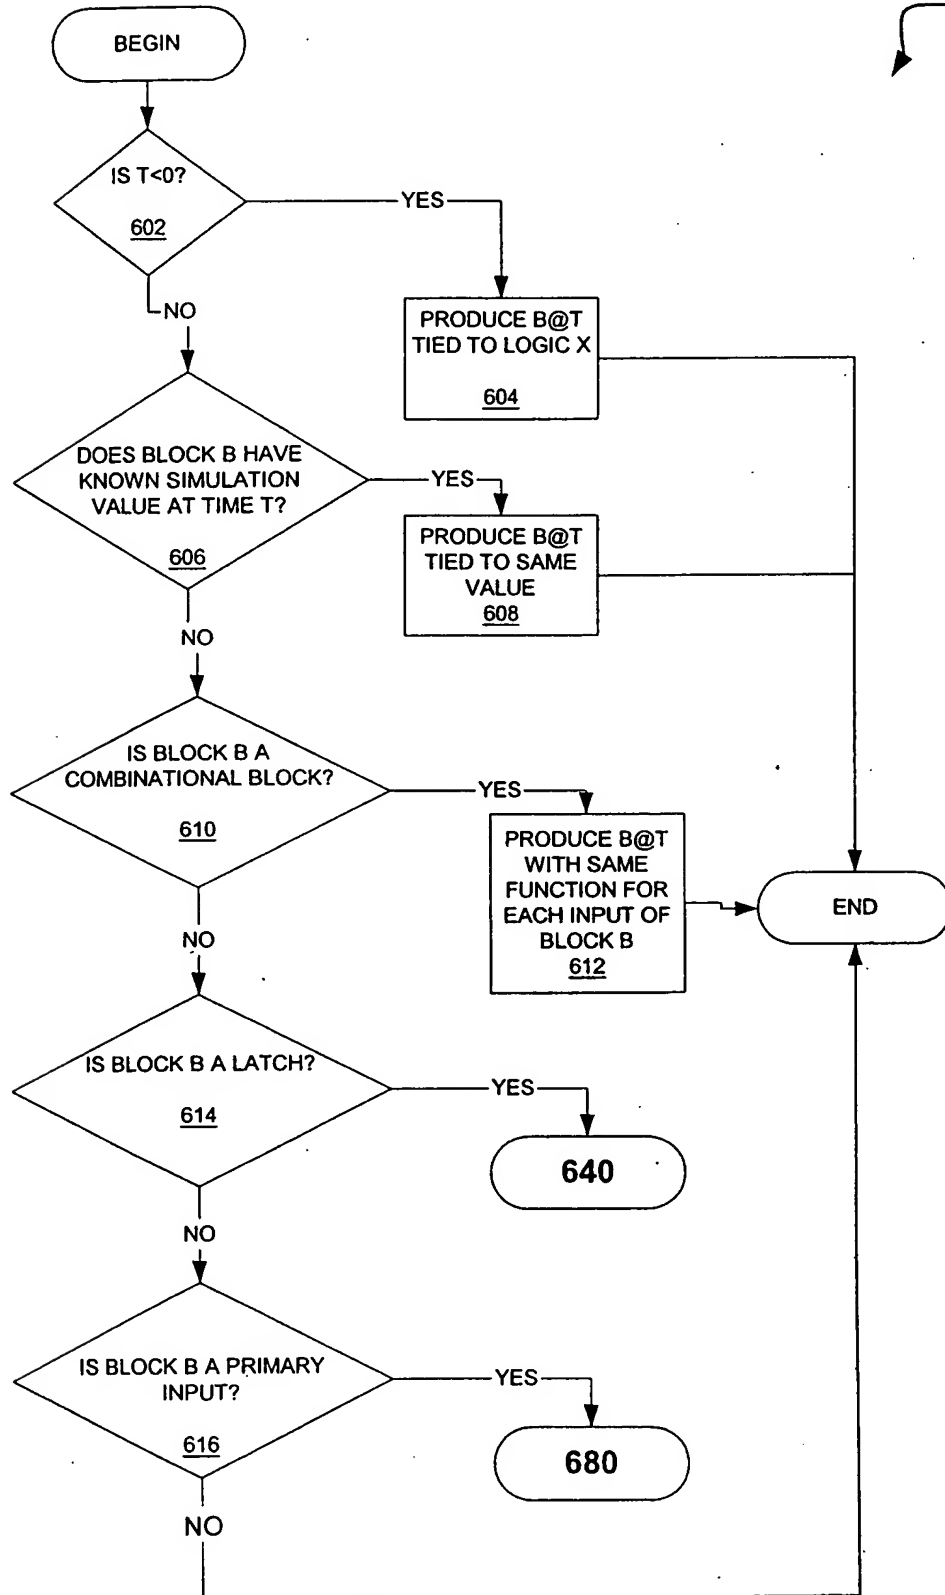 BEGIN
IS T<0?
602
YES
NO
PRODUCE B@T
TIED TO LOGIC X
604
DOES BLOCK B HAVE
KNOWN SIMULATION
VALUE AT TIME T?
606
YES
PRODUCE B@T
TIED TO SAME
VALUE
608
NO
IS BLOCK B A
COMBINATIONAL BLOCK?
610
YES
PRODUCE B@T
WITH SAME
FUNCTION FOR
EACH INPUT OF
BLOCK B
612
END
NO
IS BLOCK B A LATCH?
614
YES
640
NO
IS BLOCK B A PRIMARY
INPUT?
616
YES
680
NO